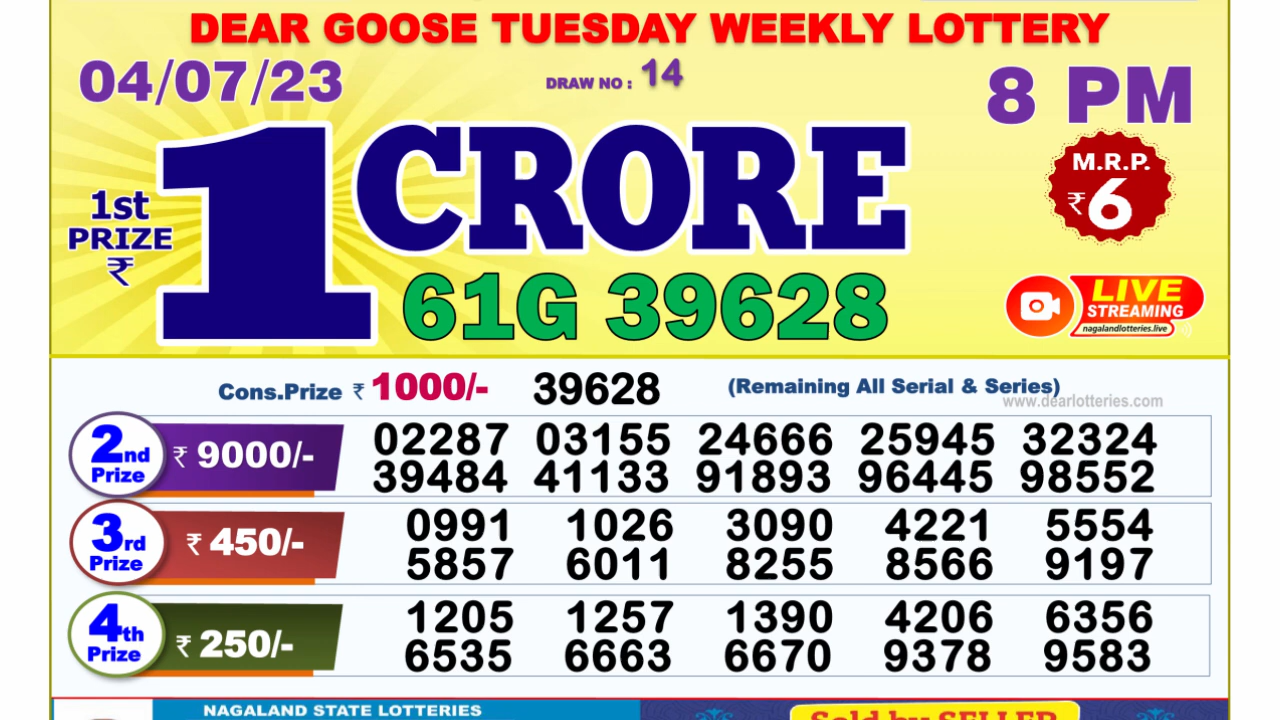 DEAR GOOSE TUESDAY WEEKLY LOTTERY
04/07/23
DRAW NO : 14
8 PM
M.R.P.
₹6
1st
PRIZE
₹
1 CRORE
61G 39628
LIVE
STREAMING
nagalandlotteries.live
Cons.Prize ₹ 1000/- 39628 (Remaining All Serial & Series)
www.dearlotteries.com
2nd Prize ₹ 9000/-
02287 03155 24666 25945 32324
39484 41133 91893 96445 98552
3rd Prize ₹ 450/-
0991 1026 3090 4221 5554
5857 6011 8255 8566 9197
4th Prize ₹ 250/-
1205 1257 1390 4206 6356
6535 6663 6670 9378 9583
NAGALAND STATE LOTTERIES
Sold by SELLER